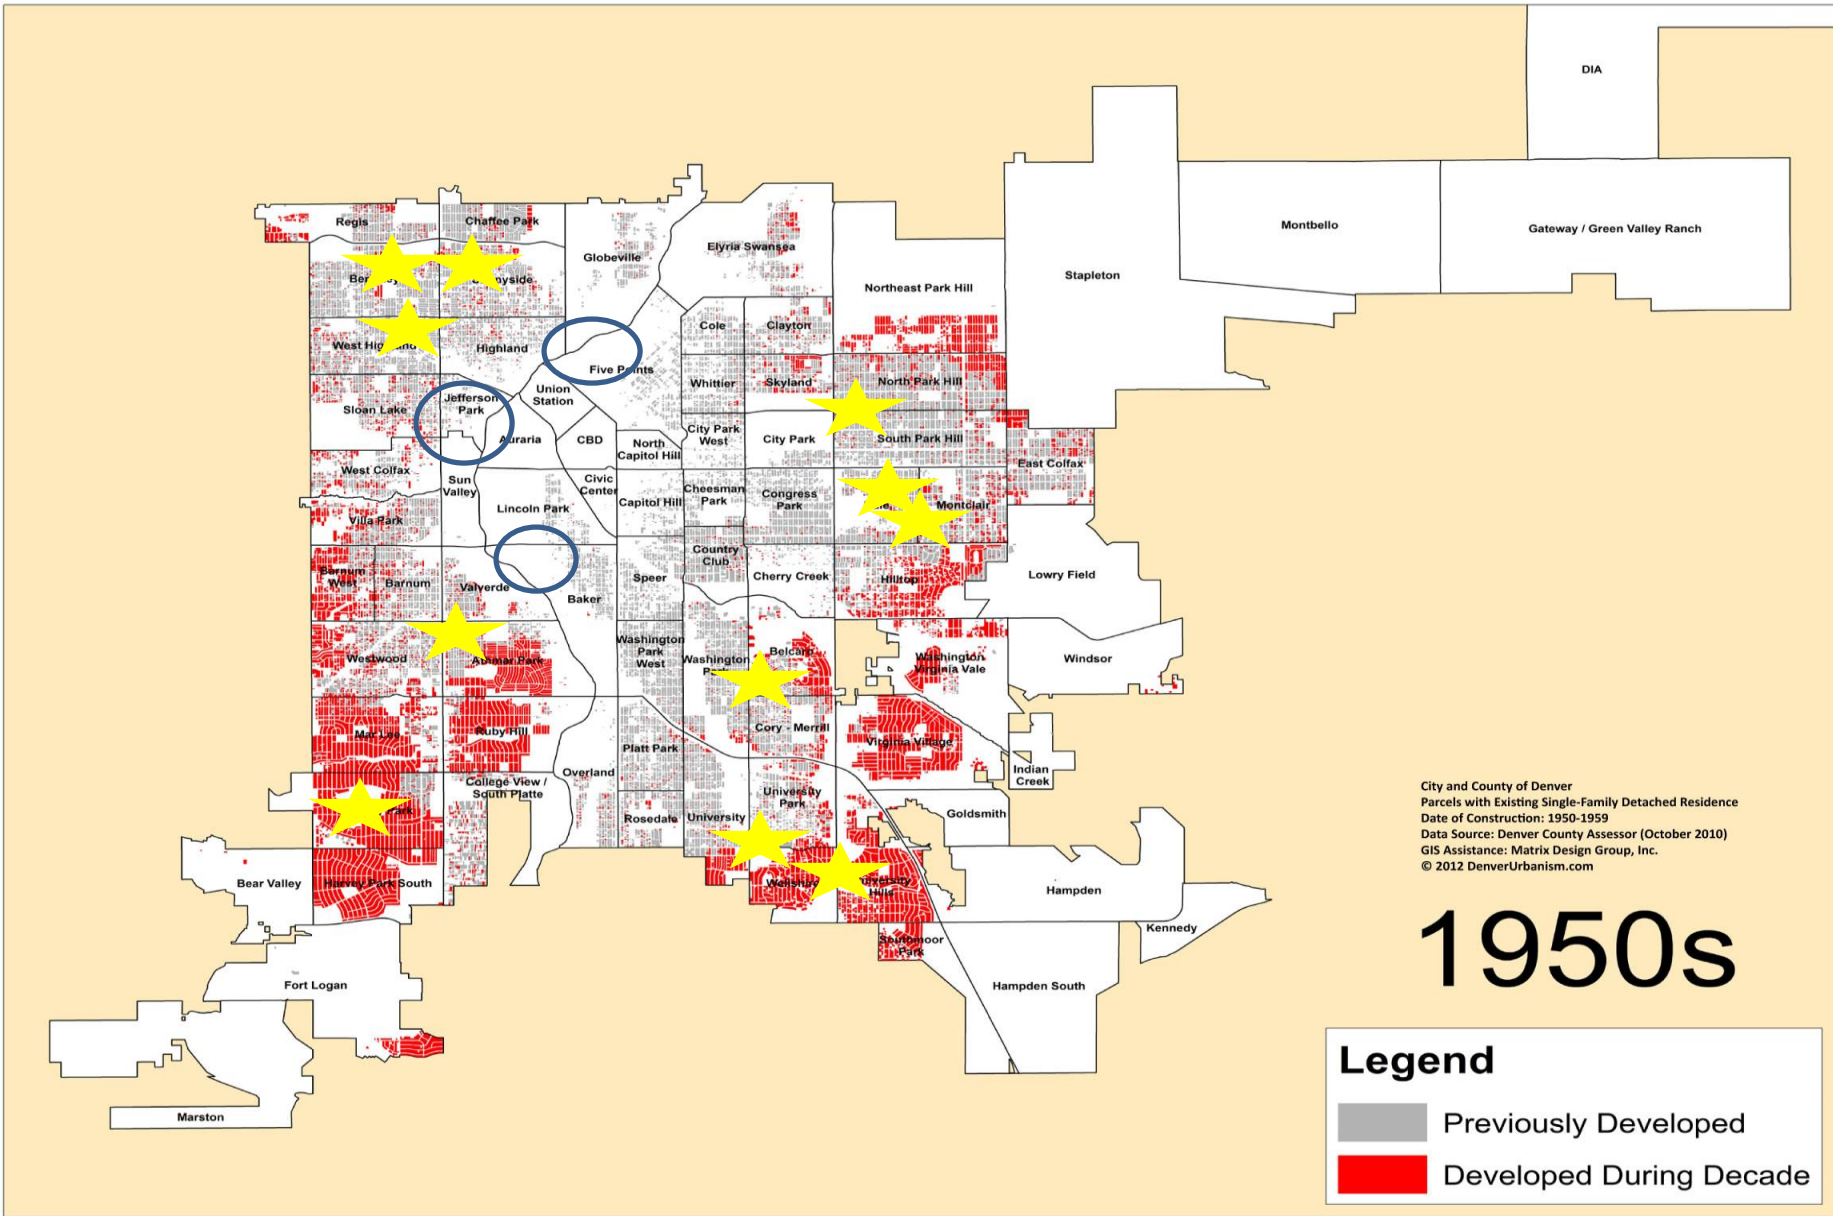 DIA
Montbello
Gateway / Green Valley Ranch
Stapleton
Regis
Chaffee Park
Globeville
Elyria Swansea
Northeast Park Hill
West
Highland
Five Points
Cole
Clayton
Whittier
Skyland
North Park Hill
Union
Station
Sloan Lake
Jefferson
Park
Auraria
CBD
North
Capitol Hill
City Park
West
City Park
South Park Hill
East Colfax
West Colfax
Sun
Valley
Lincoln Park
Civic
Center
Capitol Hill
Cheesman
Park
Congress
Park
Montclair
Villa Park
Barnum
West
Barnum
Valverde
Baker
Speer
Country
Club
Cherry Creek
Hilltop
Lowry Field
Westwood
Athmar Park
Washington
Park
West
Washington
Belcaro
Washington
Virginia Vale
Windsor
Mar Lee
Ruby Hill
Platt Park
Cory - Merrill
Virginia Village
Indian
Creek
College View /
South Platte
Overland
Rosedale
University
University
Park
Goldsmith
Bear Valley
Harvey Park South
Hills
Hampden
Kennedy
Southmoor
Park
Hampden South
Fort Logan
Marston
City and County of Denver
Parcels with Existing Single-Family Detached Residence
Date of Construction: 1950-1959
Data Source: Denver County Assessor (October 2010)
GIS Assistance: Matrix Design Group, Inc.
© 2012 DenverUrbanism.com
1950s
Legend
Previously Developed
Developed During Decade